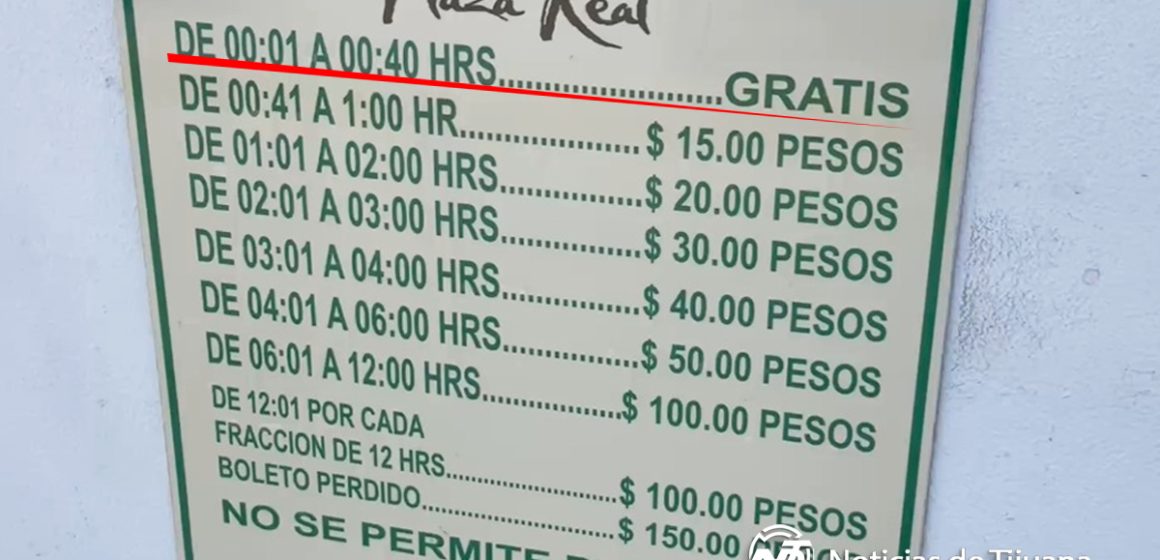 Plaza Real
DE 00:01 A 00:40 HRS........................GRATIS
DE 00:41 A 1:00 HR......................$ 15.00 PESOS
DE 01:01 A 02:00 HRS.................$ 20.00 PESOS
DE 02:01 A 03:00 HRS.................$ 30.00 PESOS
DE 03:01 A 04:00 HRS.................$ 40.00 PESOS
DE 04:01 A 06:00 HRS.................$ 50.00 PESOS
DE 06:01 A 12:00 HRS.................$ 100.00 PESOS
DE 12:01 POR CADA
FRACCION DE 12 HRS.....................$ 100.00 PESOS
BOLETO PERDIDO........................$ 150.00
NO SE PERMITE
Noticias de Tijuana